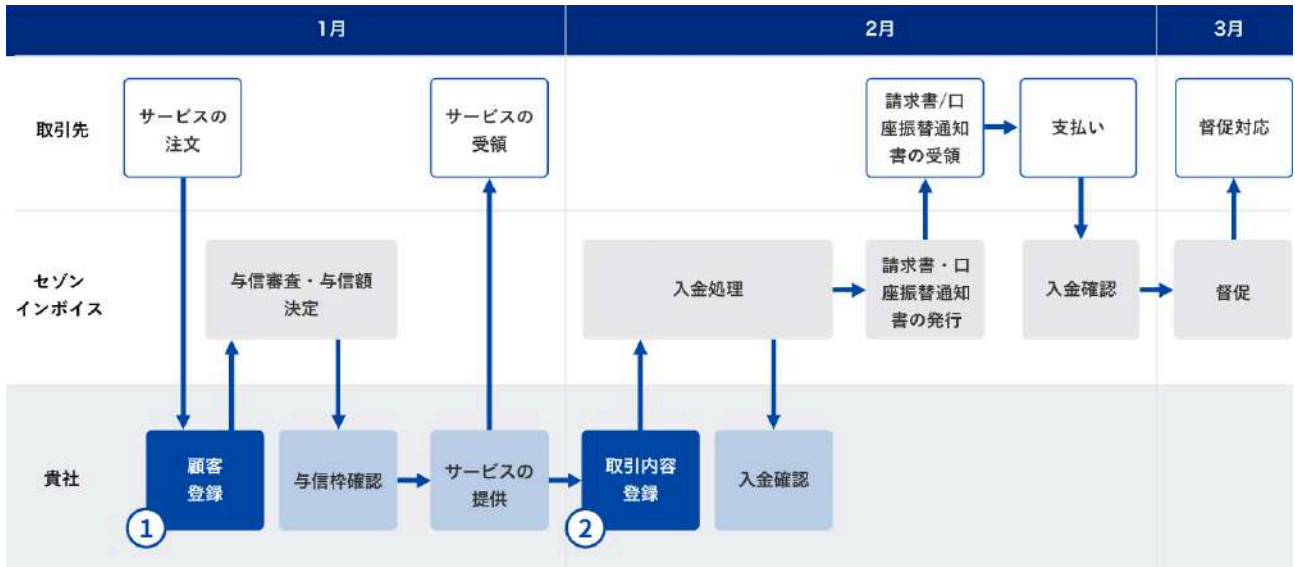 1月
2月
3月
取引先
サービスの
注文
サービスの
受領
請求書/口
座振替通知
書の受領
支払い
督促対応
セゾン
インボイス
与信審査・与信額
決定
入金処理
請求書・口
座振替通知
書の発行
入金確認
督促
貴社
顧客
登録
1
与信枠確認
サービスの
提供
取引内容
登録
2
入金確認